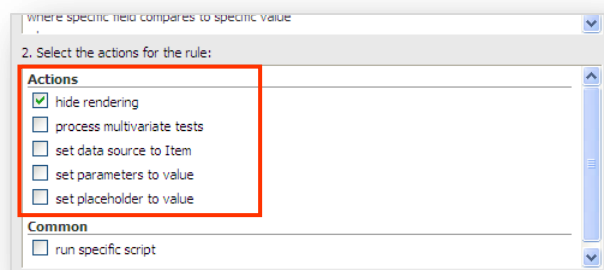 where specific field compares to specific value
2. Select the actions for the rule:
Actions
hide rendering
process multivariate tests
set data source to Item
set parameters to value
set placeholder to value
Common
run specific script